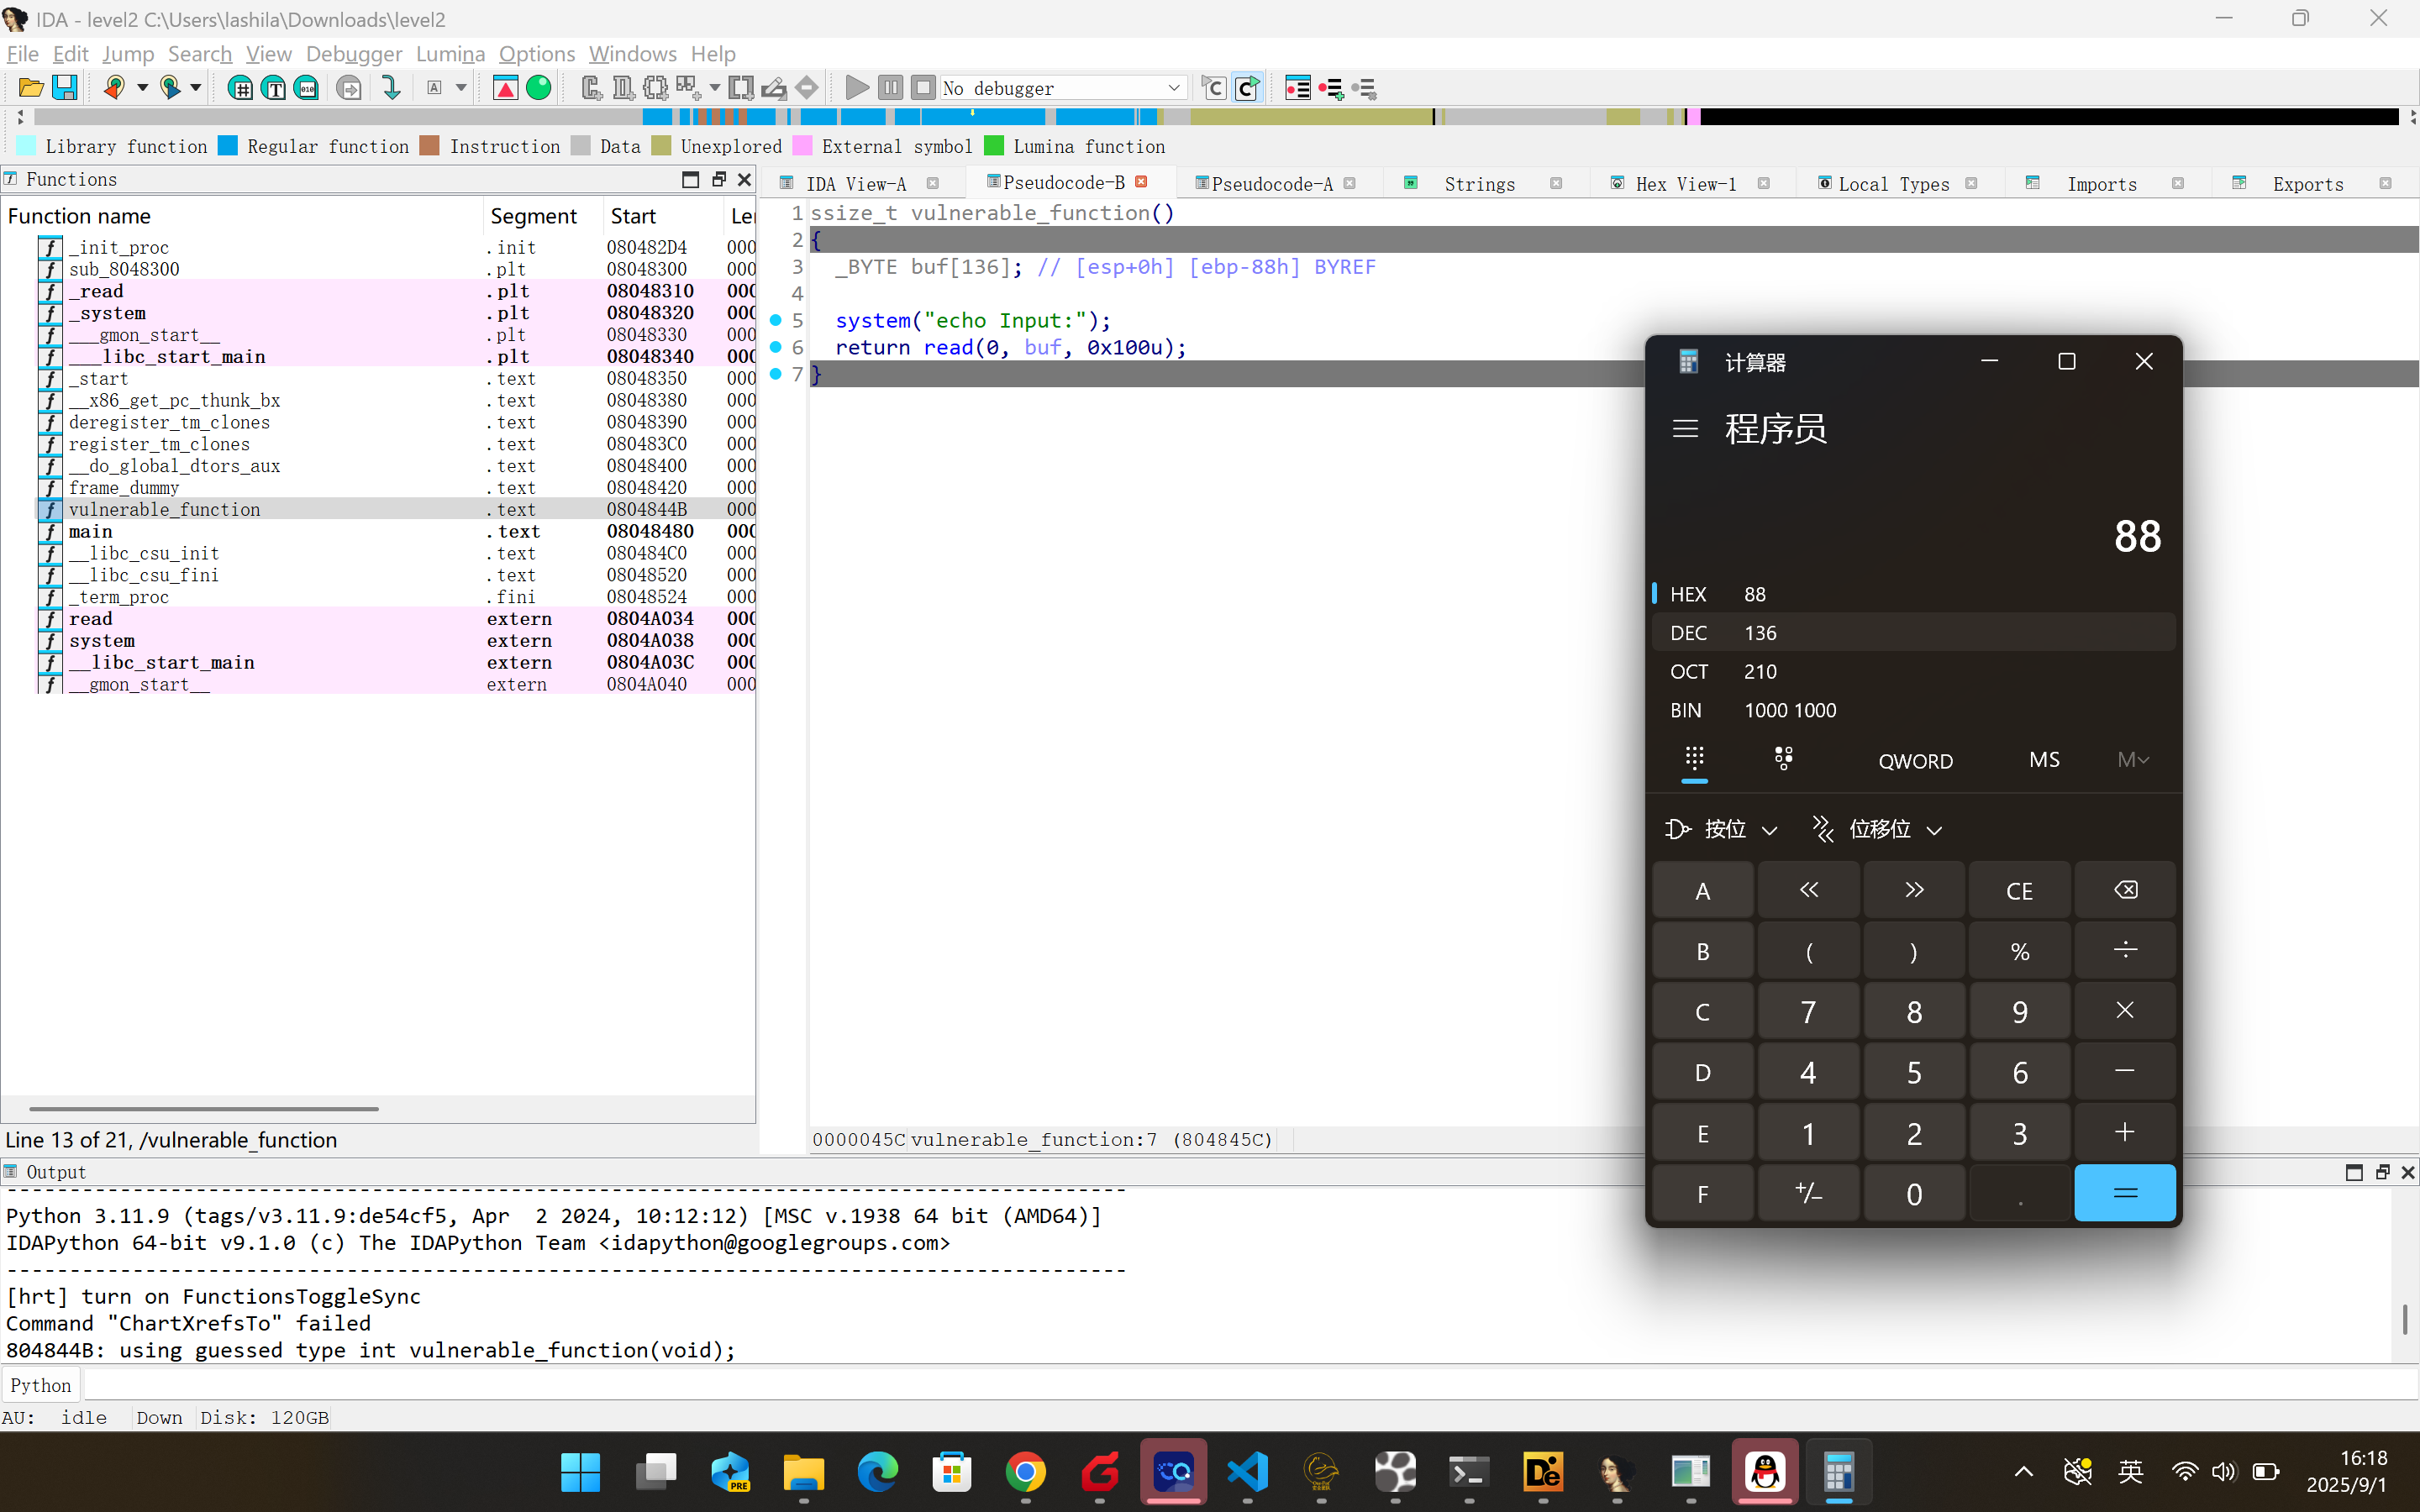 IDA - level2 C:\Users\lashila\Downloads\level2
File Edit Jump Search View Debugger Lumina Options Windows Help
No debugger
Library function Regular function Instruction Data Unexplored External symbol Lumina function
Functions
IDA View-A Pseudocode-B Pseudocode-A Strings Hex View-1 Local Types Imports Exports
Function name Segment Start Le
_init_proc .init 080482D4 000
sub_8048300 .plt 08048300 000
_read .plt 08048310 000
_system .plt 08048320 000
___gmon_start__ .plt 08048330 000
___libc_start_main .plt 08048340 000
_start .text 08048350 000
__x86_get_pc_thunk_bx .text 08048380 000
deregister_tm_clones .text 08048390 000
register_tm_clones .text 080483C0 000
__do_global_dtors_aux .text 08048400 000
frame_dummy .text 08048420 000
vulnerable_function .text 0804844B 000
main .text 08048480 000
__libc_csu_init .text 080484C0 000
__libc_csu_fini .text 08048520 000
_term_proc .fini 08048524 000
read extern 0804A034 000
system extern 0804A038 000
__libc_start_main extern 0804A03C 000
__gmon_start__ extern 0804A040 000
Line 13 of 21, /vulnerable_function
1 ssize_t vulnerable_function()
2 {
3 _BYTE buf[136]; // [esp+0h] [ebp-88h] BYREF
4
5 system("echo Input:");
6 return read(0, buf, 0x100u);
7 }
0000045C vulnerable_function:7 (804845C)
计算器
程序员
88
HEX 88
DEC 136
OCT 210
BIN 1000 1000
QWORD MS M
按位 位移位
A « » CE
B ( ) % ÷
C 7 8 9 ×
D 4 5 6 −
E 1 2 3 +
F +/− 0 . =
Output
Python 3.11.9 (tags/v3.11.9:de54cf5, Apr  2 2024, 10:12:12) [MSC v.1938 64 bit (AMD64)]
IDAPython 64-bit v9.1.0 (c) The IDAPython Team <idapython@googlegroups.com>
[hrt] turn on FunctionsToggleSync
Command "ChartXrefsTo" failed
804844B: using guessed type int vulnerable_function(void);
Python
AU: idle Down Disk: 120GB
PRE
De
英
16:18
2025/9/1